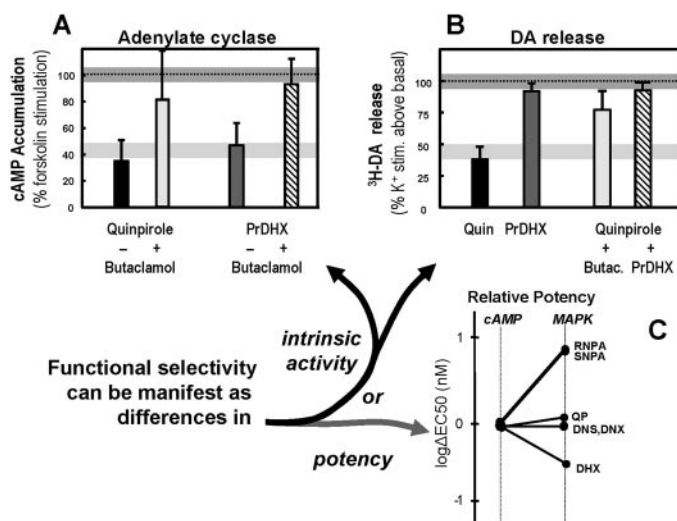 A
Adenylate cyclase
cAMP Accumulation
(% forskolin stimulation)
100
80
60
40
20
0
Quinpirole
PrDHX
– + – +
Butaclamol
Butaclamol
B
DA release
³H-DA release
(% K⁺ stim. above basal)
100
75
50
25
0
Quin PrDHX
Quinpirole
+ +
Butac. PrDHX
Functional selectivity
can be manifest as
differences in
intrinsic
activity
or
potency
Relative Potency
cAMP MAPK
C
logΔEC50 (nM)
1
0
-1
RNPA
SNPA
QP
DNS,DNX
DHX